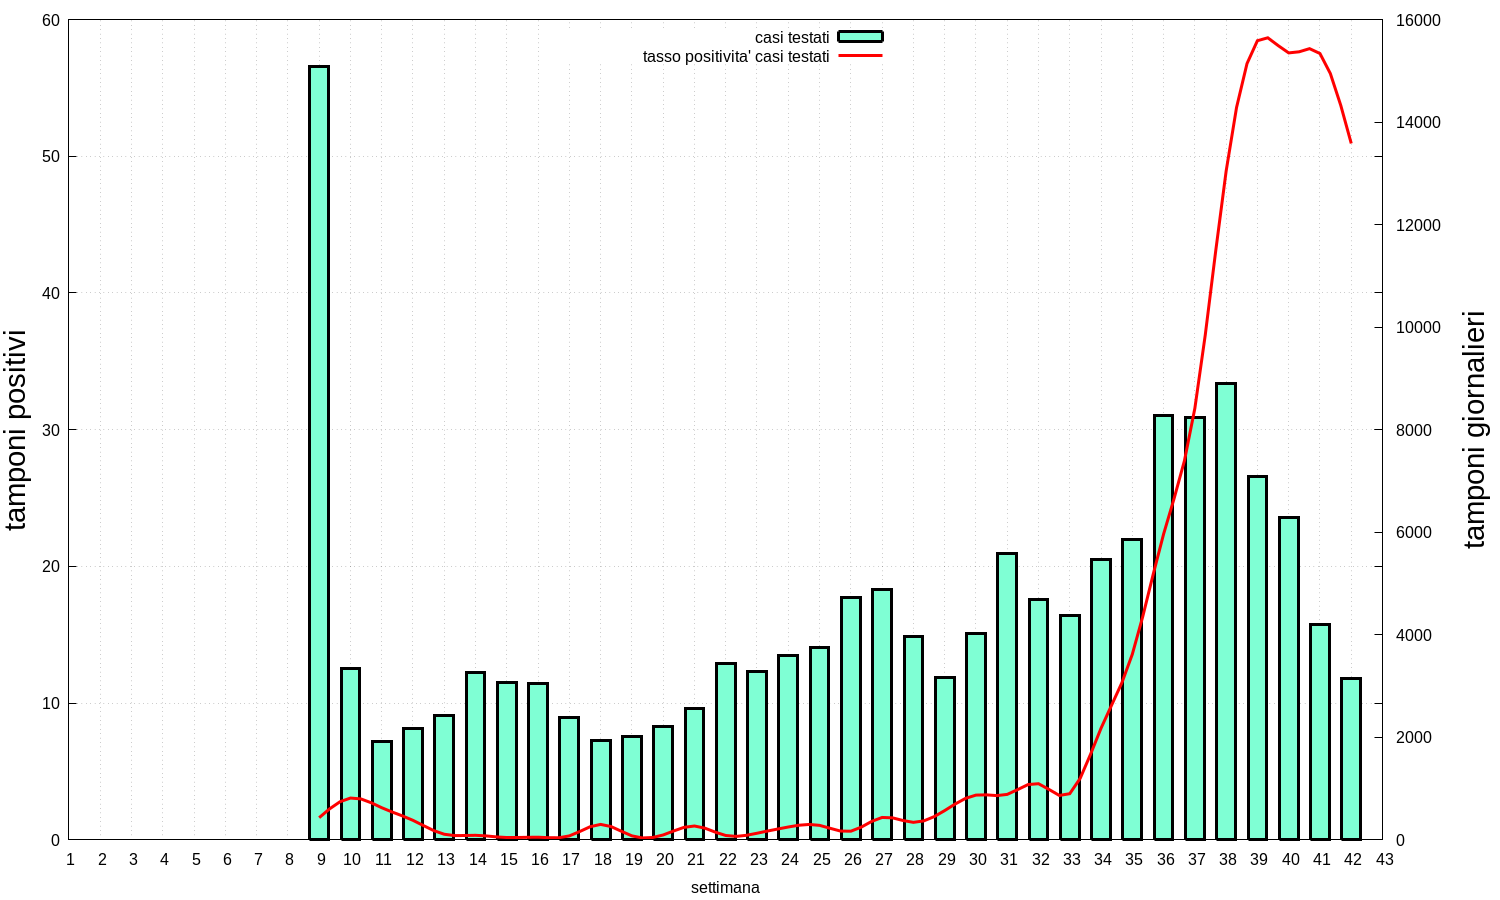 casi testati
tasso positivita' casi testati
60
50
40
30
20
10
0
tamponi positivi
16000
14000
12000
10000
8000
6000
4000
2000
0
tamponi giornalieri
1 2 3 4 5 6 7 8 9 10 11 12 13 14 15 16 17 18 19 20 21 22 23 24 25 26 27 28 29 30 31 32 33 34 35 36 37 38 39 40 41 42 43
settimana